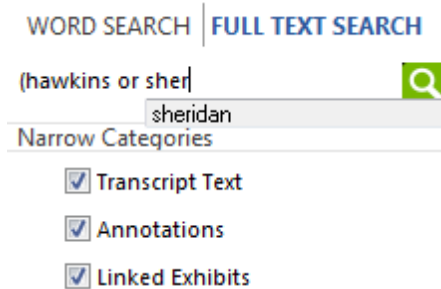 WORD SEARCH | FULL TEXT SEARCH
(hawkins or sher
sheridan
Narrow Categories
Transcript Text
Annotations
Linked Exhibits